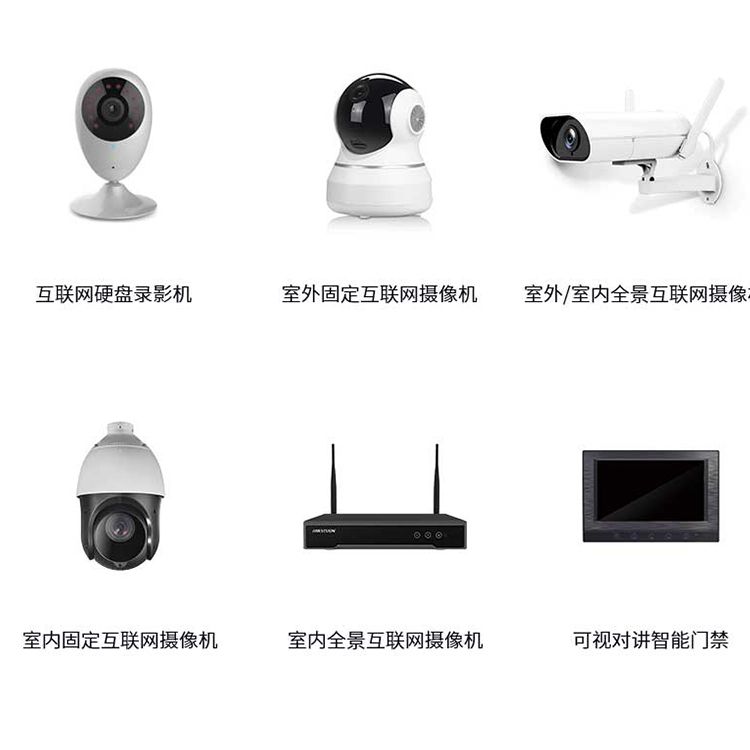 互联网硬盘录影机
室外固定互联网摄像机
室外/室内全景互联网摄像
HIKVISION
室内固定互联网摄像机
室内全景互联网摄像机
可视对讲智能门禁